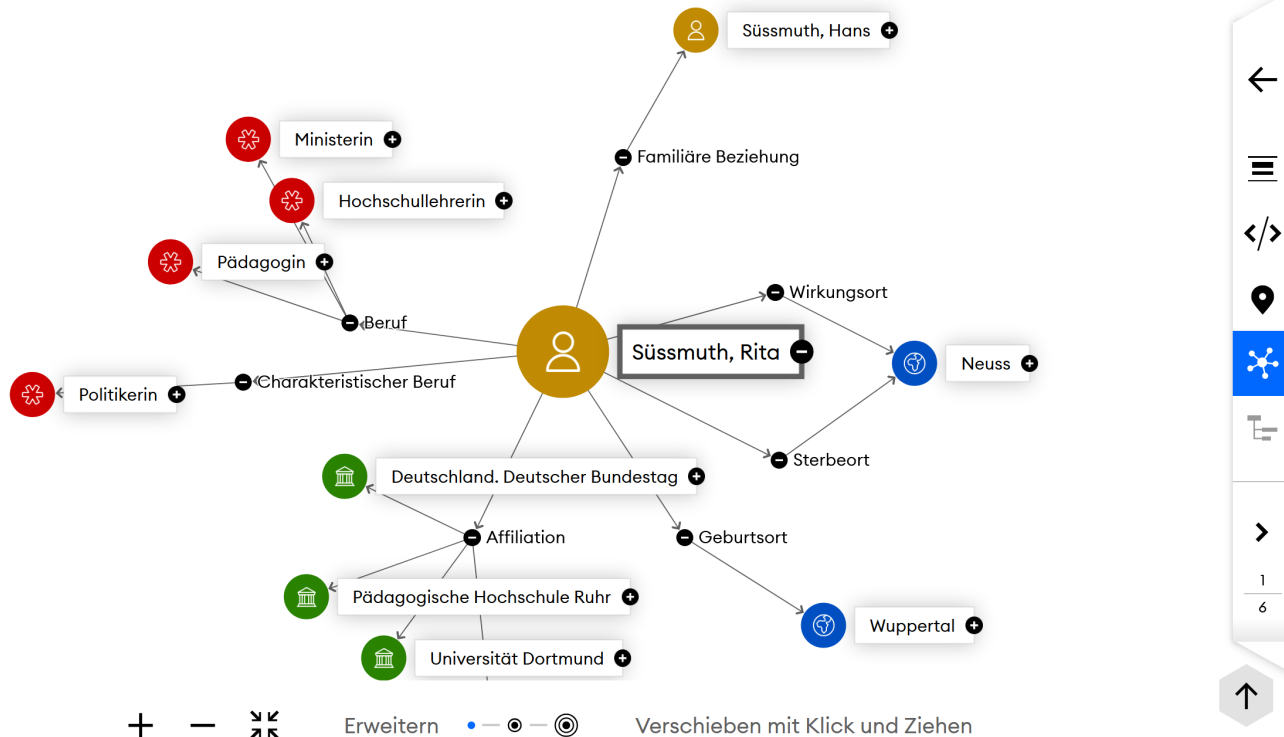 Süssmuth, Hans
Ministerin
Familiäre Beziehung
Hochschullehrerin
Pädagogin
Wirkungsort
Beruf
Süssmuth, Rita
Neuss
Charakteristischer Beruf
Politikerin
Sterbeort
Deutschland. Deutscher Bundestag
Affiliation
Geburtsort
Pädagogische Hochschule Ruhr
Wuppertal
Universität Dortmund
1
6
Erweitern
Verschieben mit Klick und Ziehen